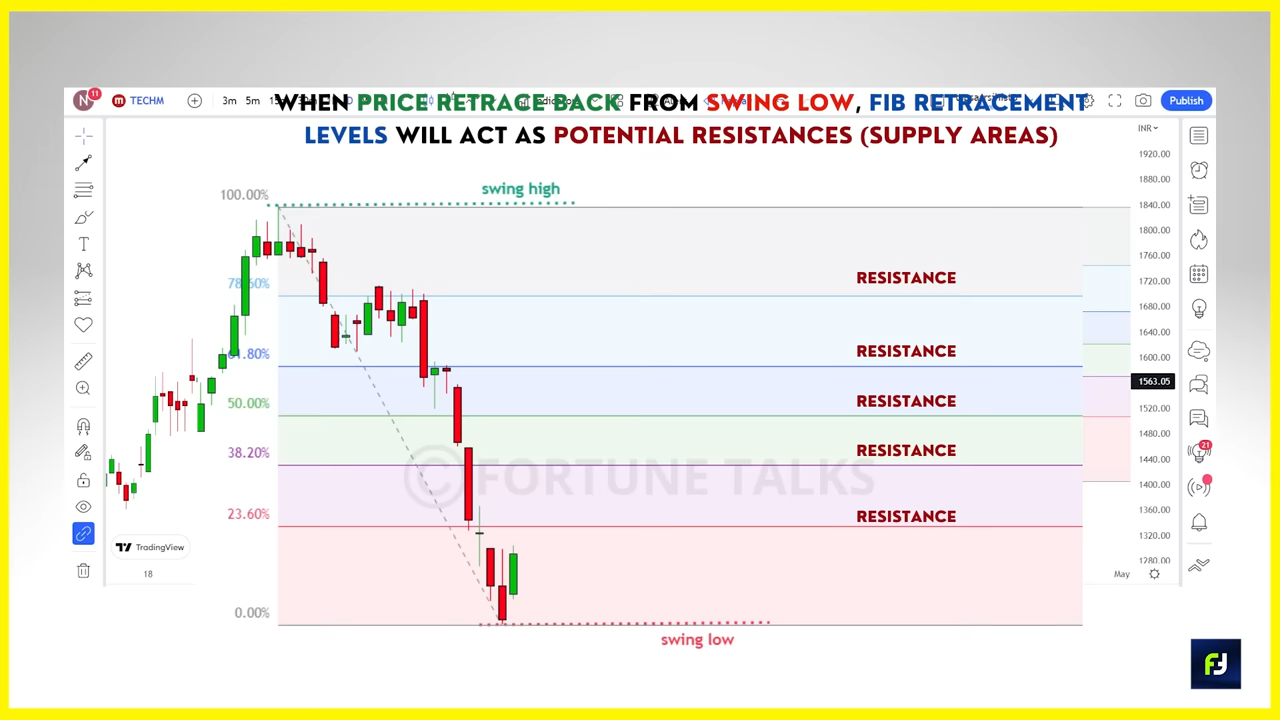 WHEN PRICE RETRACE BACK FROM SWING LOW, FIB RETRACEMENT
LEVELS WILL ACT AS POTENTIAL RESISTANCES (SUPPLY AREAS)
N 11 TECHM 3m 5m
Publish
INR
1920.00
1880.00
1840.00
1800.00
1760.00
1720.00
1680.00
1640.00
1600.00
1563.05
1520.00
1480.00
1440.00
1400.00
1360.00
1320.00
1280.00
swing high
100.00%
RESISTANCE
78.60%
RESISTANCE
61.80%
RESISTANCE
50.00%
RESISTANCE
38.20%
©FORTUNE TALKS
RESISTANCE
23.60%
0.00%
swing low
21
TradingView
18
May